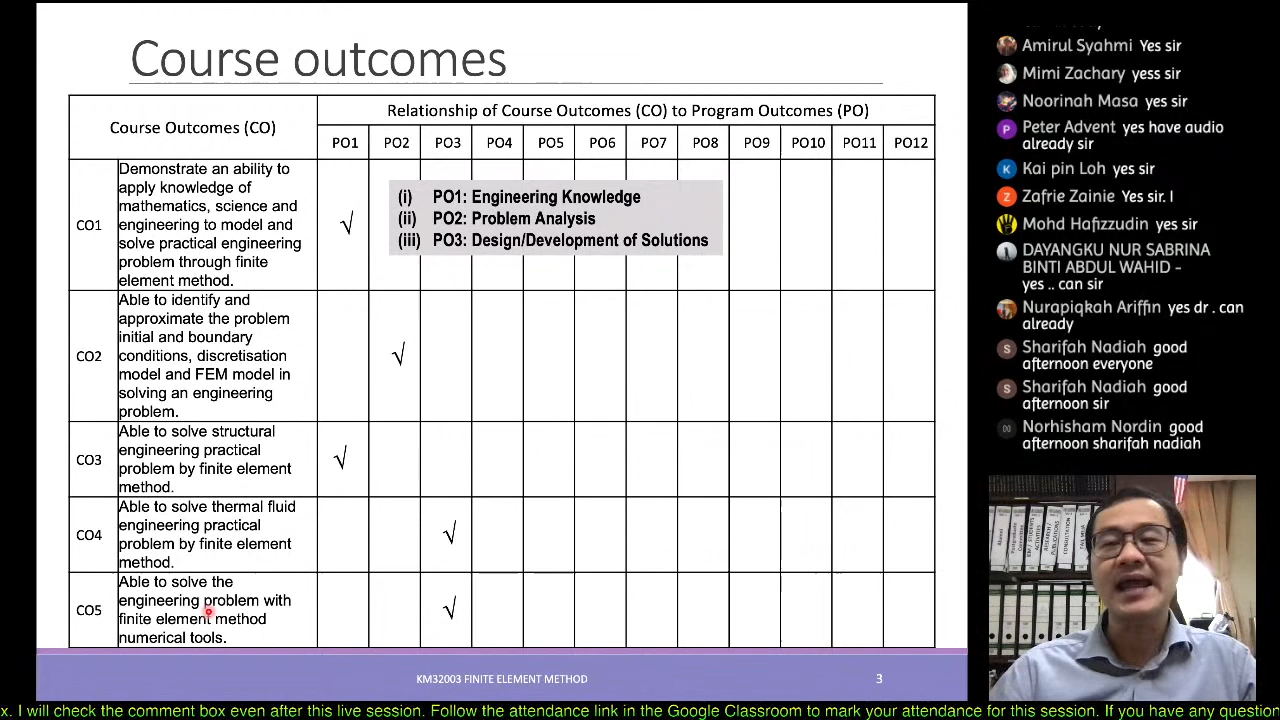 Course outcomes
Course Outcomes (CO)
Relationship of Course Outcomes (CO) to Program Outcomes (PO)
PO1 PO2 PO3 PO4 PO5 PO6 PO7 PO8 PO9 PO10 PO11 PO12
CO1
Demonstrate an ability to
apply knowledge of
mathematics, science and
engineering to model and
solve practical engineering
problem through finite
element method.
√
(i) PO1: Engineering Knowledge
(ii) PO2: Problem Analysis
(iii) PO3: Design/Development of Solutions
CO2
Able to identify and
approximate the problem
initial and boundary
conditions, discretisation
model and FEM model in
solving an engineering
problem.
√
CO3
Able to solve structural
engineering practical
problem by finite element
method.
√
CO4
Able to solve thermal fluid
engineering practical
problem by finite element
method.
√
CO5
Able to solve the
engineering problem with
finite element method
numerical tools.
√
KM32003 FINITE ELEMENT METHOD
3
Amirul Syahmi Yes sir
Mimi Zachary yess sir
Noorinah Masa yes sir
P
Peter Advent yes have audio
already sir
K
Kai pin Loh yes sir
Z
Zafrie Zainie Yes sir. I
Mohd Hafizzudin yes sir
DAYANGKU NUR SABRINA
BINTI ABDUL WAHID -
yes .. can sir
Nurapiqkah Ariffin yes dr . can
already
S
Sharifah Nadiah good
afternoon everyone
S
Sharifah Nadiah good
afternoon sir
Norhisham Nordin good
afternoon sharifah nadiah
x. I will check the comment box even after this live session. Follow the attendance link in the Google Classroom to mark your attendance for this session. If you have any question